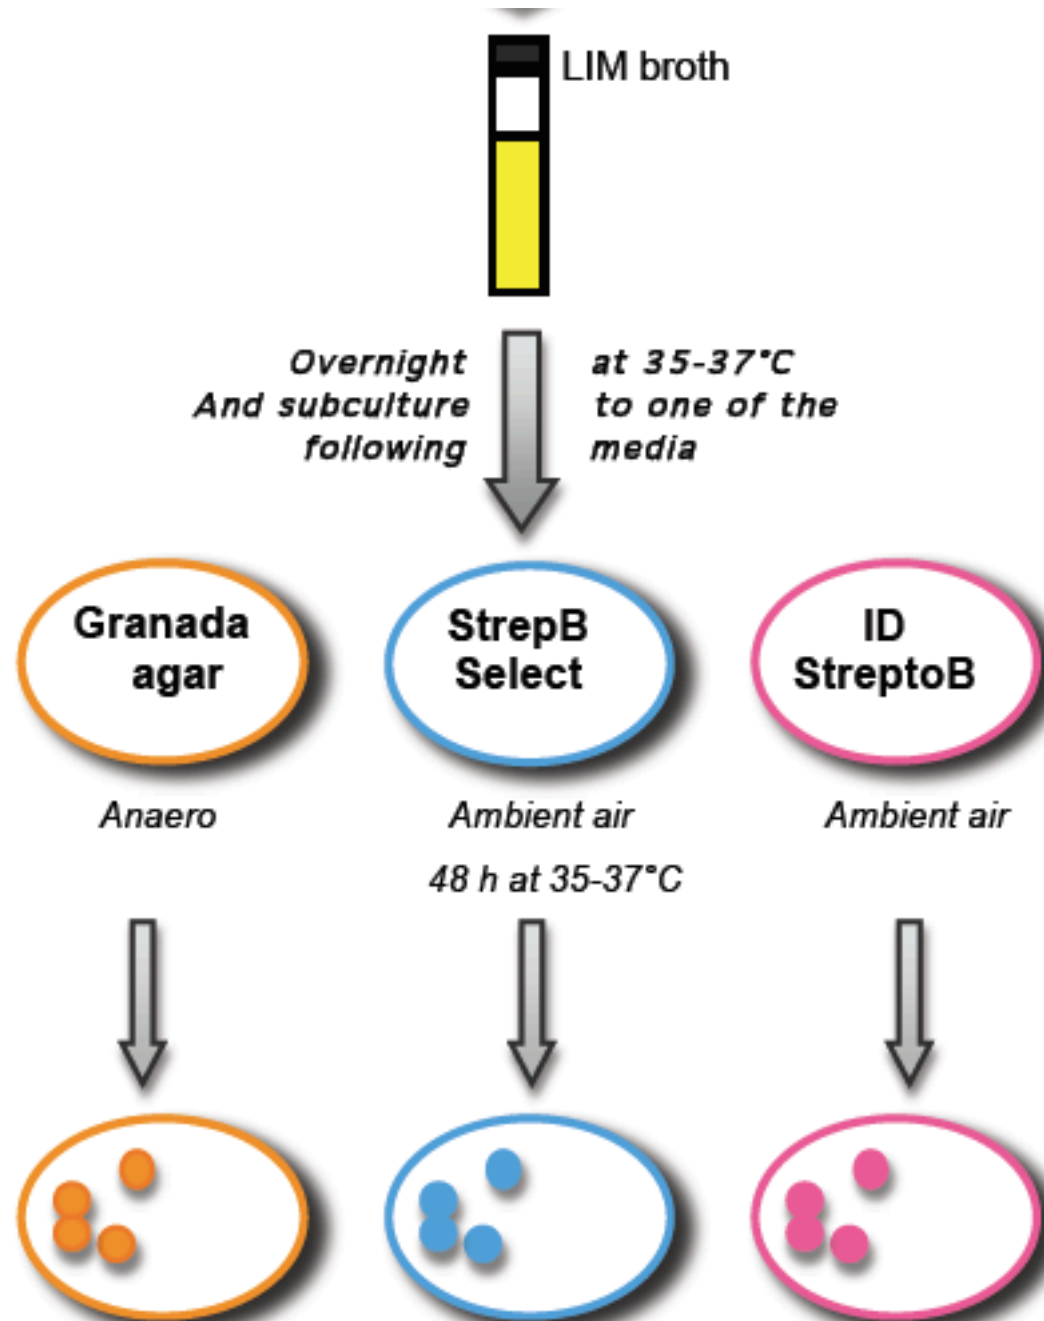 LIM broth
Overnight at 35-37°C
And subculture to one of the
following media
Granada
agar
StrepB
Select
ID
StreptoB
Anaero
Ambient air
Ambient air
48 h at 35-37°C